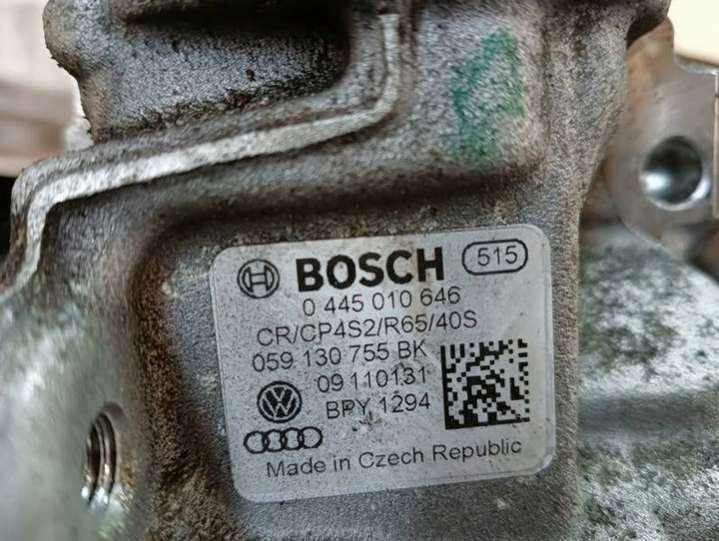 BOSCH 515
0 445 010 646
CR/CP4S2/R65/40S
059 130 755 BK
09 110131
BPY 1294
Made in Czech Republic